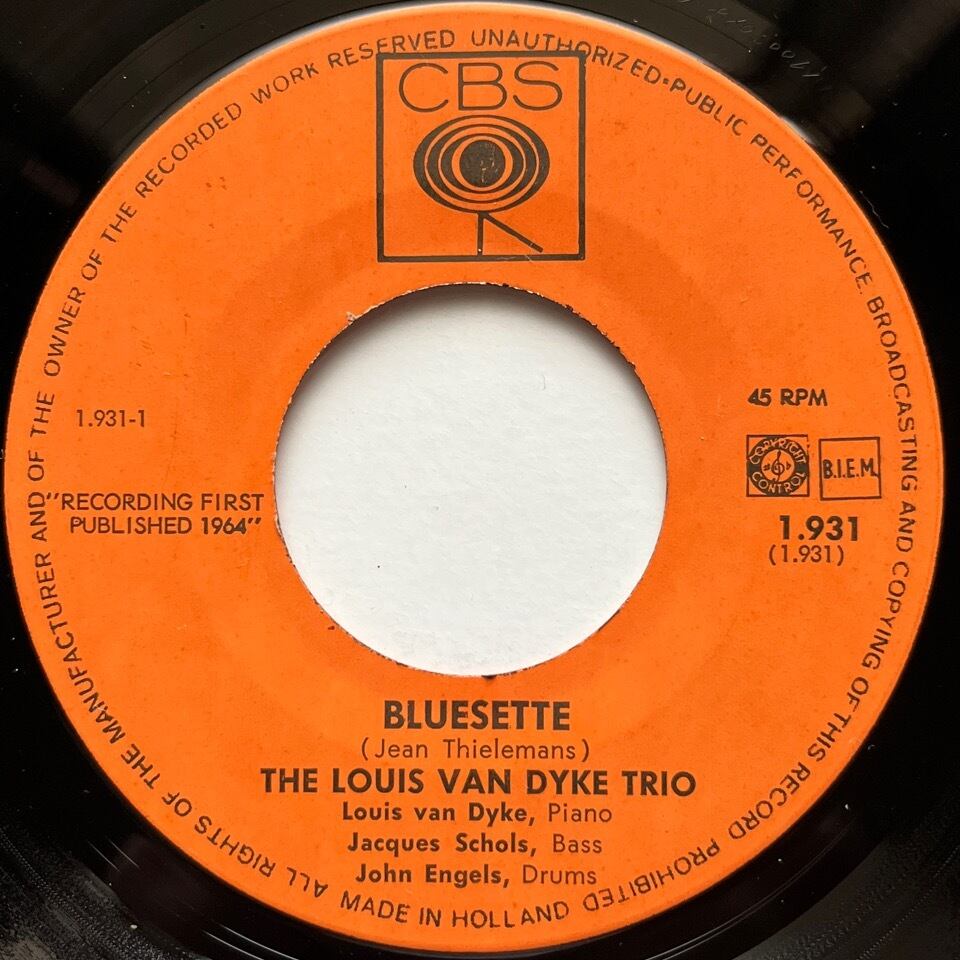 ALL RIGHTS OF THE MANUFACTURER AND OF THE OWNER OF THE RECORDED WORK RESERVED UNAUTHORIZED·PUBLIC PERFORMANCE. BROADCASTING AND COPYING OF THIS RECORD PROHIBITED
CBS
1.931-1
"RECORDING FIRST
PUBLISHED 1964"
45 RPM
COPYRIGHT
CONTROL
B.I.E.M.
1.931
(1.931)
BLUESETTE
(Jean Thielemans)
THE LOUIS VAN DYKE TRIO
Louis van Dyke, Piano
Jacques Schols, Bass
John Engels, Drums
MADE IN HOLLAND